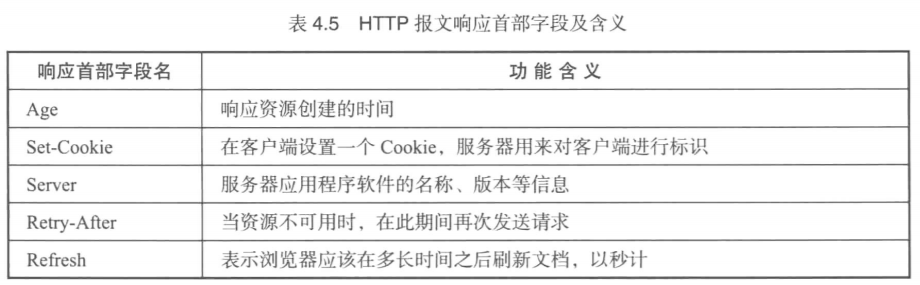 表 4.5 HTTP 报文响应首部字段及含义
响应首部字段名 功 能 含 义
Age 响应资源创建的时间
Set-Cookie 在客户端设置一个 Cookie，服务器用来对客户端进行标识
Server 服务器应用程序软件的名称、版本等信息
Retry-After 当资源不可用时，在此期间再次发送请求
Refresh 表示浏览器应该在多长时间之后刷新文档，以秒计